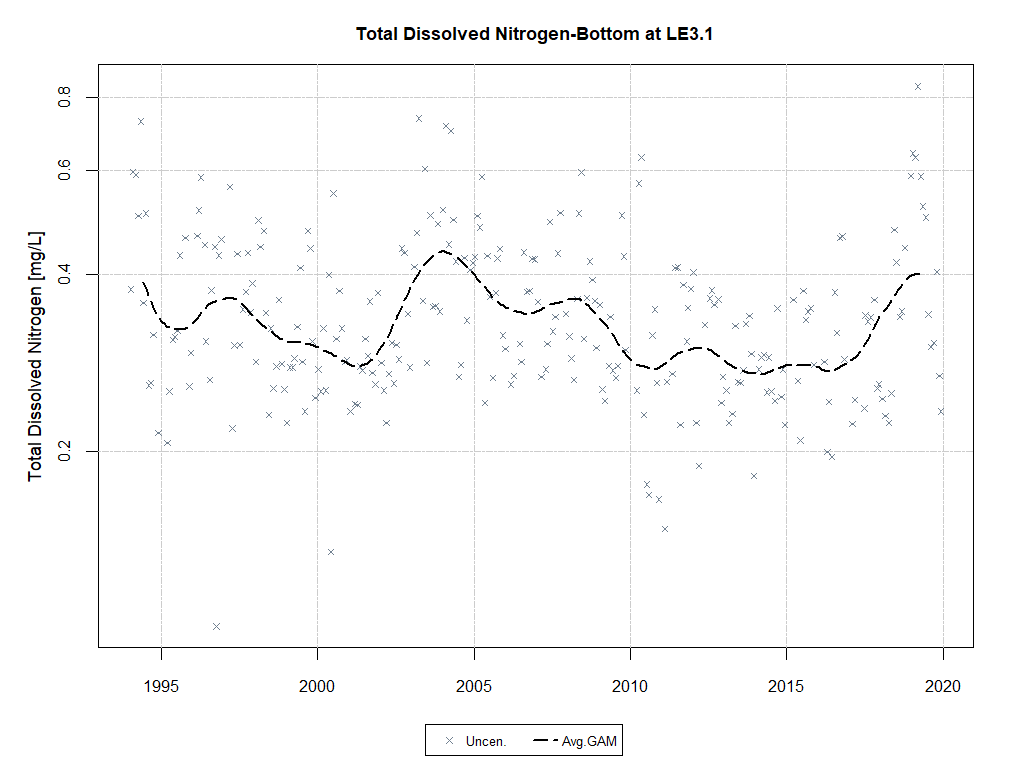 Total Dissolved Nitrogen-Bottom at LE3.1
Total Dissolved Nitrogen [mg/L]
0.8
0.6
0.4
0.2
1995 2000 2005 2010 2015 2020
Uncen. Avg.GAM